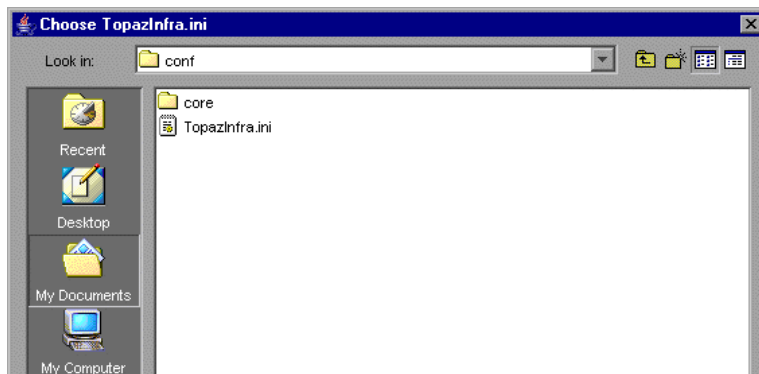 Choose TopazInfra.ini
Look in:
conf
core
TopazInfra.ini
Recent
Desktop
My Documents
My Computer